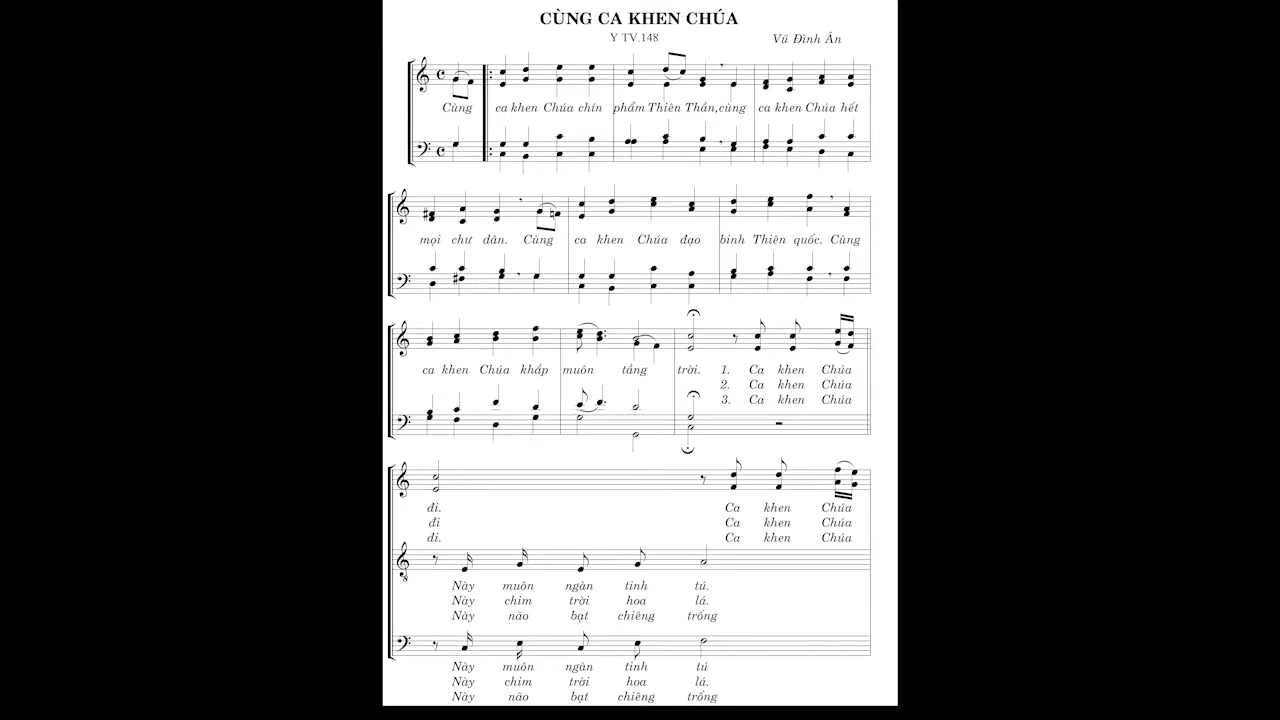 CÙNG CA KHEN CHÚA
Y TV.148
Vũ Đình Ân
Cùng ca khen Chúa chín phẩm Thiên Thần, cùng ca khen Chúa hết
mọi chư dân. Cùng ca khen Chúa đạo binh Thiên quốc. Cùng
ca khen Chúa khắp muôn tầng trời. 1. Ca khen Chúa
2. Ca khen Chúa
3. Ca khen Chúa
đi. Ca khen Chúa
đi Ca khen Chúa
đi. Ca khen Chúa
Này muôn ngàn tinh tú.
Này chim trời hoa lá.
Này não bạt chiêng trống
Này muôn ngàn tinh tú
Này chim trời hoa lá.
Này não bạt chiêng trống